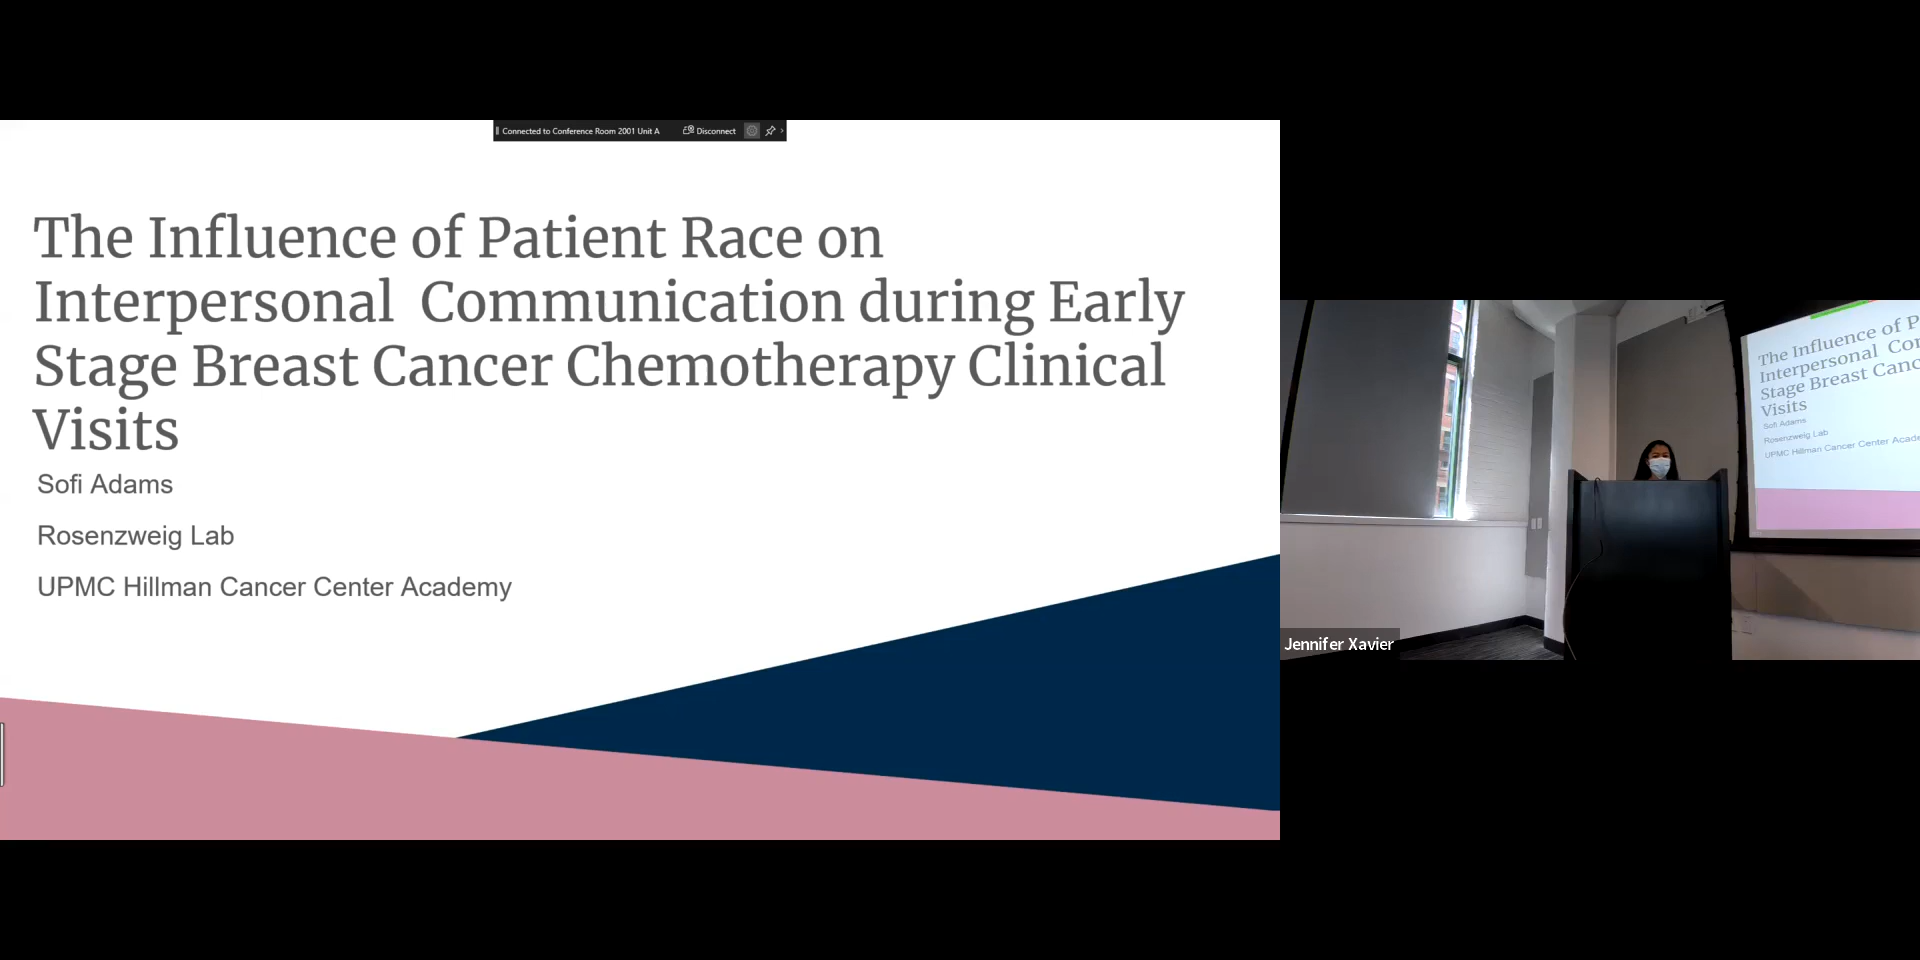 Connected to Conference Room 2001 Unit A
Disconnect
The Influence of Patient Race on
Interpersonal Communication during Early
Stage Breast Cancer Chemotherapy Clinical
Visits
Sofi Adams
Rosenzweig Lab
UPMC Hillman Cancer Center Academy
The Influence of P
Interpersonal Co
Stage Breast Canc
Visits
Sofi Adams
Rosenzweig Lab
UPMC Hillman Cancer Center Acade
Jennifer Xavier